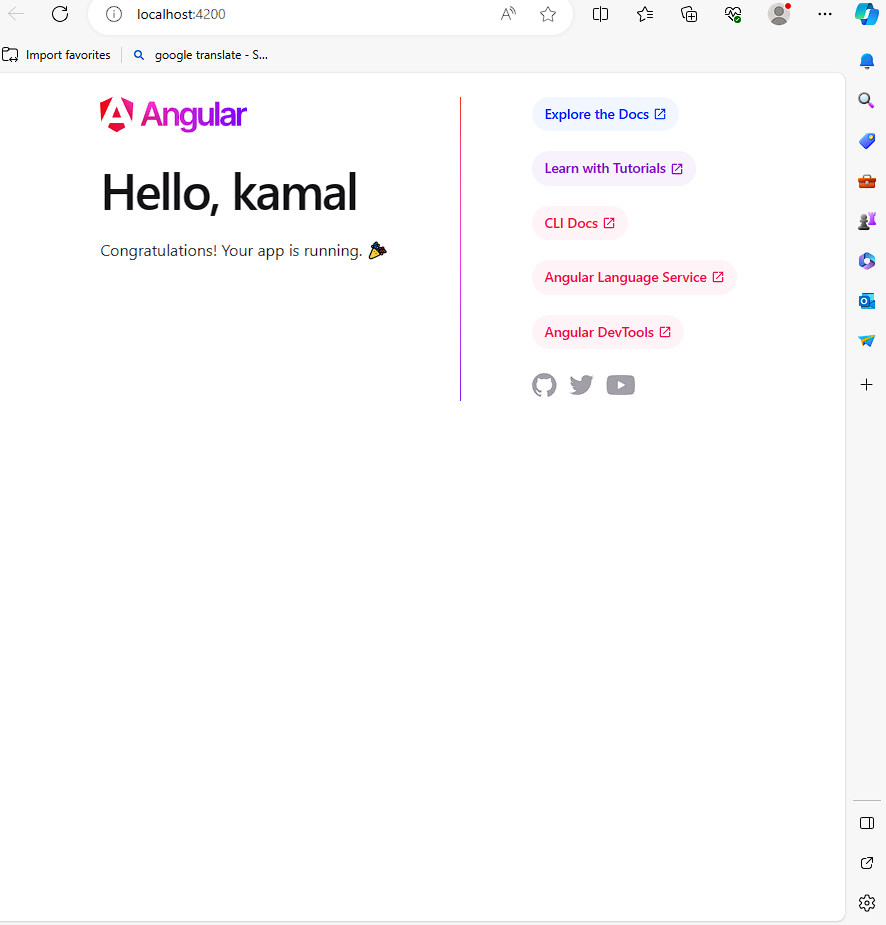 localhost:4200
Import favorites
google translate - S...
Angular
Hello, kamal
Congratulations! Your app is running.
Explore the Docs
Learn with Tutorials
CLI Docs
Angular Language Service
Angular DevTools